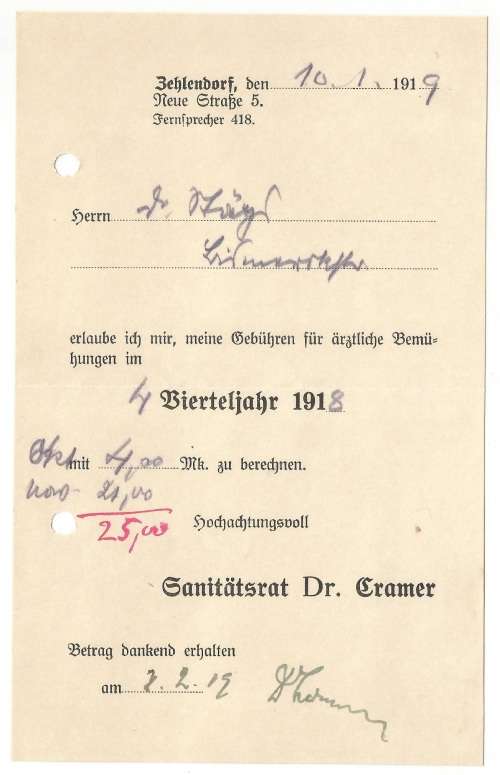 Zehlendorf, den 10.1. 1919
Neue Straße 5.
Fernsprecher 418.
Herrn Dr.
erlaube ich mir, meine Gebühren für ärztliche Bemü=
hungen im
4 Vierteljahr 1918
Okt mit 4,00 Mk. zu berechnen.
Nov - 21,00
25,00
Hochachtungsvoll
Sanitätsrat Dr. Cramer
Betrag dankend erhalten
am 2.19